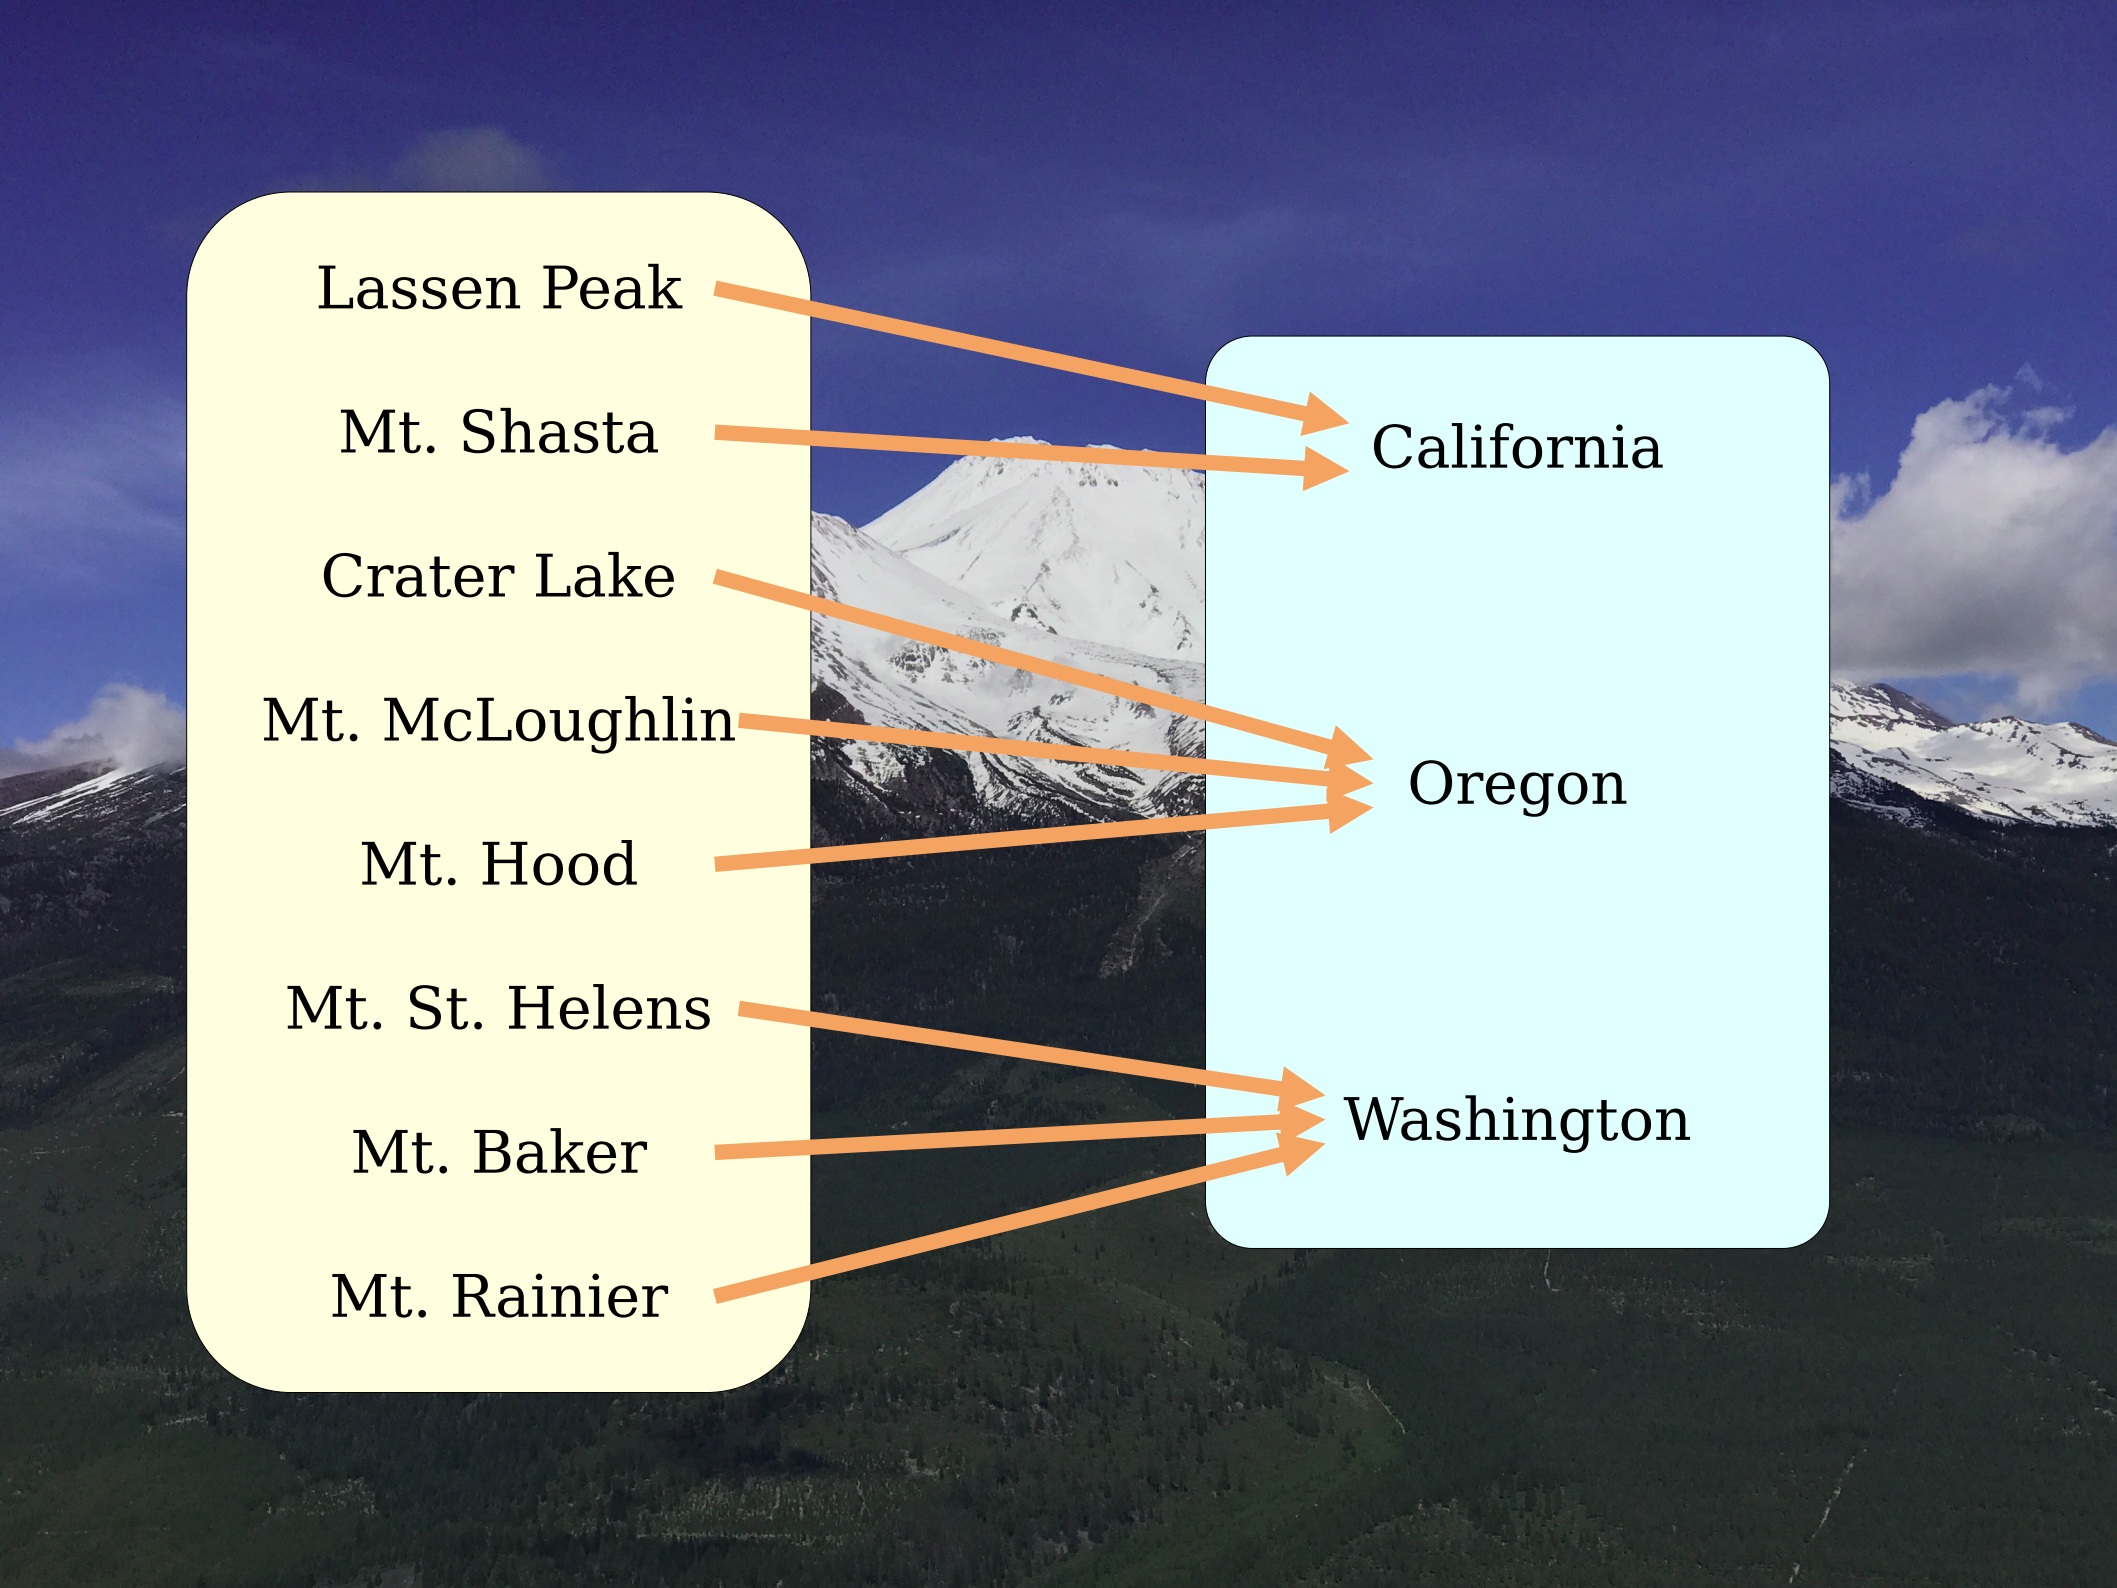 Lassen Peak
Mt. Shasta
Crater Lake
Mt. McLoughlin
Mt. Hood
Mt. St. Helens
Mt. Baker
Mt. Rainier
California
Oregon
Washington